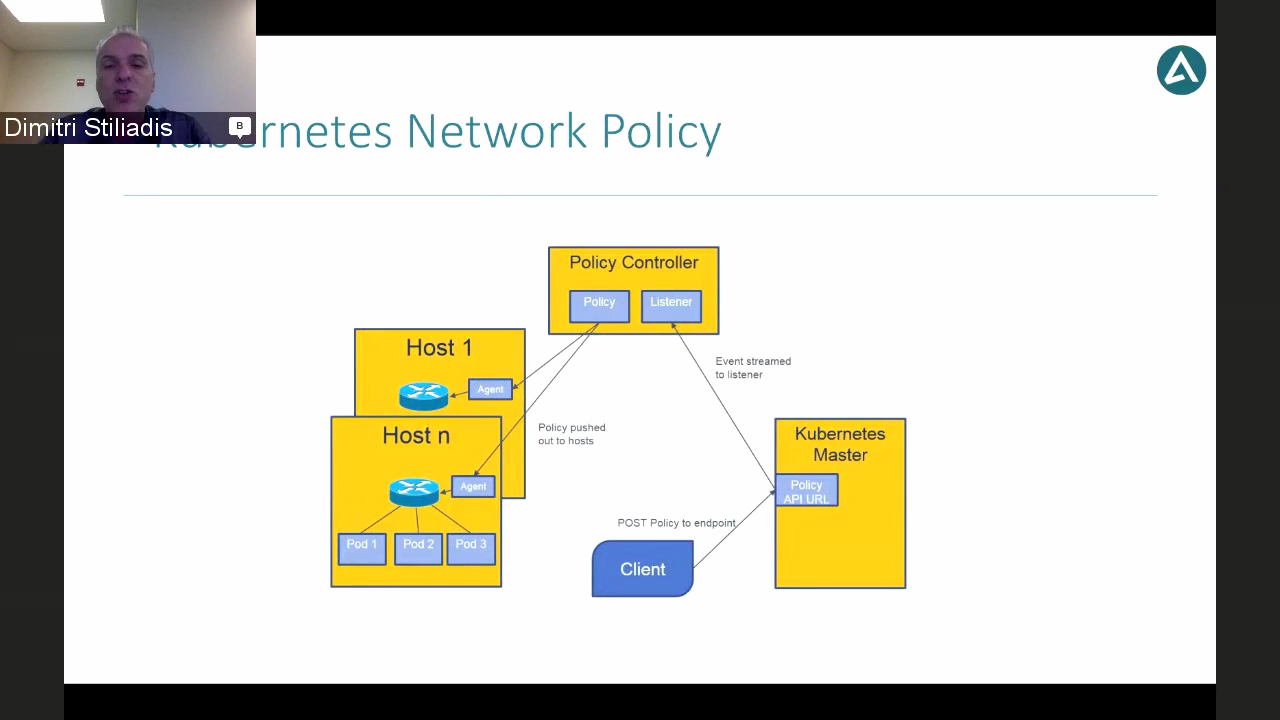 Dimitri Stiliadis
B
Kubernetes Network Policy
Policy Controller
Policy
Listener
Host 1
Agent
Event streamed
to listener
Host n
Policy pushed
out to hosts
Agent
Kubernetes
Master
Policy
API URL
POST Policy to endpoint
Pod 1
Pod 2
Pod 3
Client